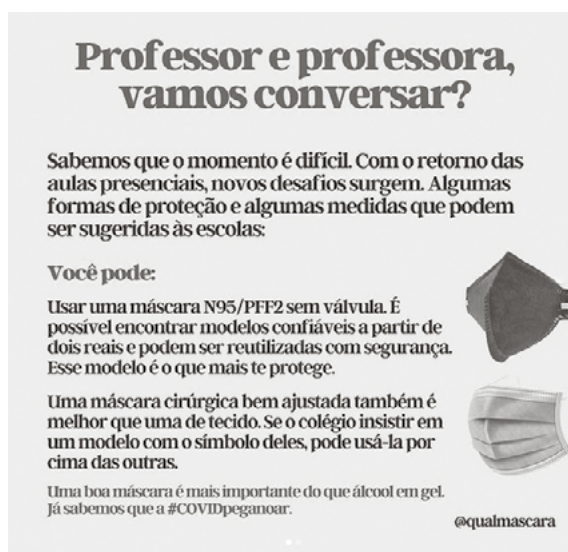 Professor e professora,
vamos conversar?
Sabemos que o momento é difícil. Com o retorno das
aulas presenciais, novos desafios surgem. Algumas
formas de proteção e algumas medidas que podem
ser sugeridas às escolas:
Você pode:
Usar uma máscara N95/PFF2 sem válvula. É
possível encontrar modelos confiáveis a partir de
dois reais e podem ser reutilizadas com segurança.
Esse modelo é o que mais te protege.
Uma máscara cirúrgica bem ajustada também é
melhor que uma de tecido. Se o colégio insistir em
um modelo com o símbolo deles, pode usá-la por
cima das outras.
Uma boa máscara é mais importante do que álcool em gel.
Já sabemos que a #COVIDpeganoar.
@qualmascara